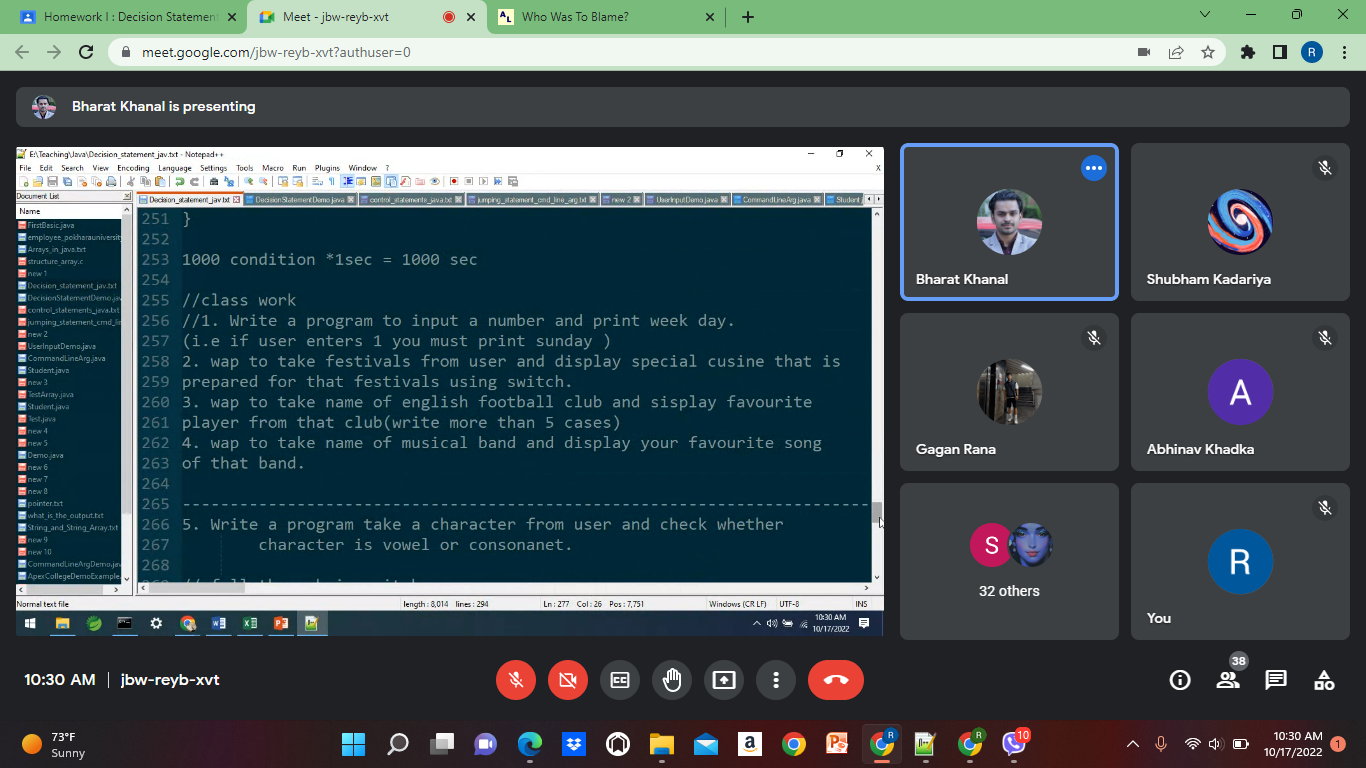 Homework I : Decision Statement
Meet - jbw-reyb-xvt
Who Was To Blame?
meet.google.com/jbw-reyb-xvt?authuser=0
R
Bharat Khanal is presenting
E:\Teaching\Java\Decision_statement_jav.txt - Notepad++
File Edit Search View Encoding Language Settings Tools Macro Run Plugins Window ?
X
Document List
Decision_statement_jav.txt
DecisionStatementDemo.java
control_statements_java.txt
jumping_statement_cmd_line_arg.txt
new 2
UserInputDemo.java
CommandLineArg.java
Student.j
Name
FirstBasic.java
employee_pokharauniversity
Arrays_in_java.txt
structure_array.c
new 1
Decision_statement_jav.txt
DecisionStatementDemo.jav
control_statements_java.txt
jumping_statement_cmd_lin
new 2
UserInputDemo.java
CommandLineArg.java
Student.java
new 3
TestArray.java
Student.java
Test.java
new 4
new 5
Demo.java
new 6
new 7
new 8
pointer.txt
what_is_the_output.txt
String_and_String_Array.txt
new 9
new 10
CommandLineArgDemo.jav
ApexCollegeDemoExample.
251 }
252
253 1000 condition *1sec = 1000 sec
254
255 //class work
256 //1. Write a program to input a number and print week day.
257 (i.e if user enters 1 you must print sunday )
258 2. wap to take festivals from user and display special cusine that is
259 prepared for that festivals using switch.
260 3. wap to take name of english football club and sisplay favourite
261 player from that club(write more than 5 cases)
262 4. wap to take name of musical band and display your favourite song
263 of that band.
264
265 ------------------------------------------------------------------------
266 5. Write a program take a character from user and check whether
267 character is vowel or consonanet.
268
Normal text file
length : 8,014 lines : 294
Ln : 277 Col : 26 Pos : 7,751
Windows (CR LF)
UTF-8
INS
10:30 AM
10/17/2022
Bharat Khanal
Shubham Kadariya
Gagan Rana
A
Abhinav Khadka
S
32 others
R
You
10:30 AM | jbw-reyb-xvt
38
73°F
Sunny
10
10:30 AM
10/17/2022
1